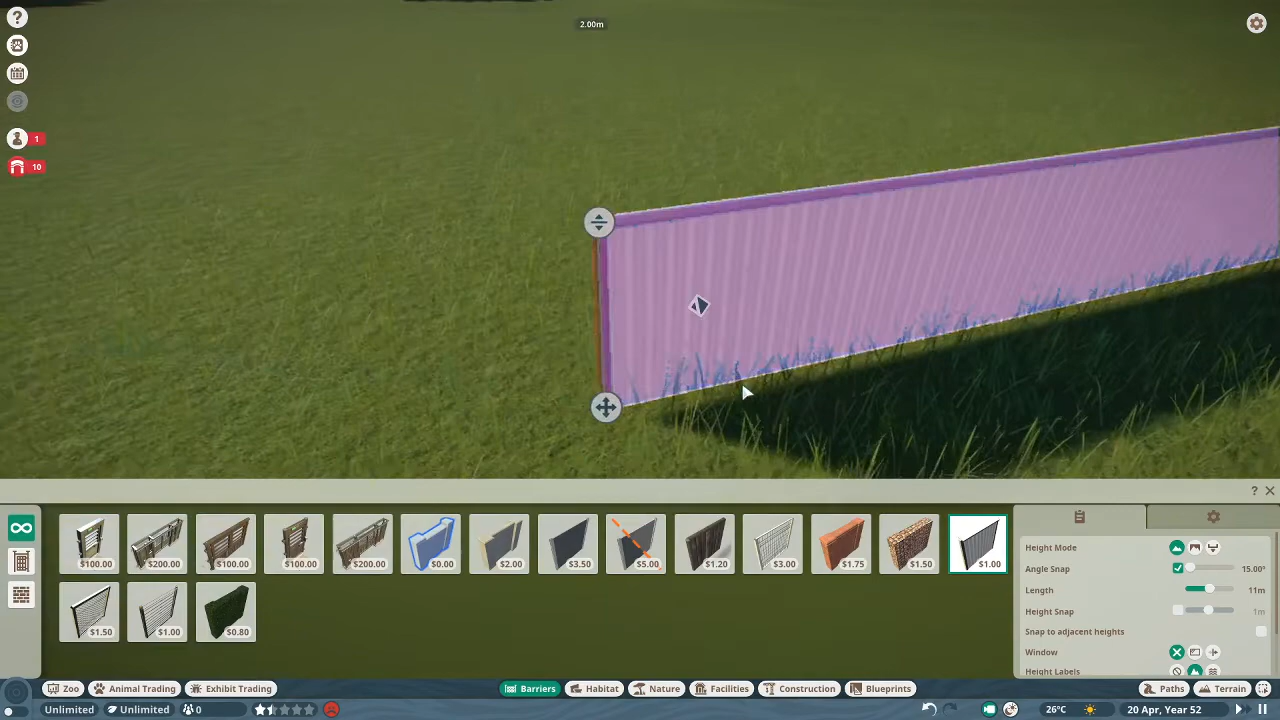 2.00m
?
1
10
? ×
$100.00 $200.00 $100.00 $100.00 $200.00 $0.00 $2.00 $3.50 $5.00 $1.20 $3.00 $1.75 $1.50 $1.00
$1.50 $1.00 $0.80
Height Mode
Angle Snap 15.00°
Length 11m
Height Snap 1m
Snap to adjacent heights
Window
Height Labels
Zoo Animal Trading Exhibit Trading Barriers Habitat Nature Facilities Construction Blueprints Paths Terrain
Unlimited Unlimited 0 26°C 20 Apr, Year 52